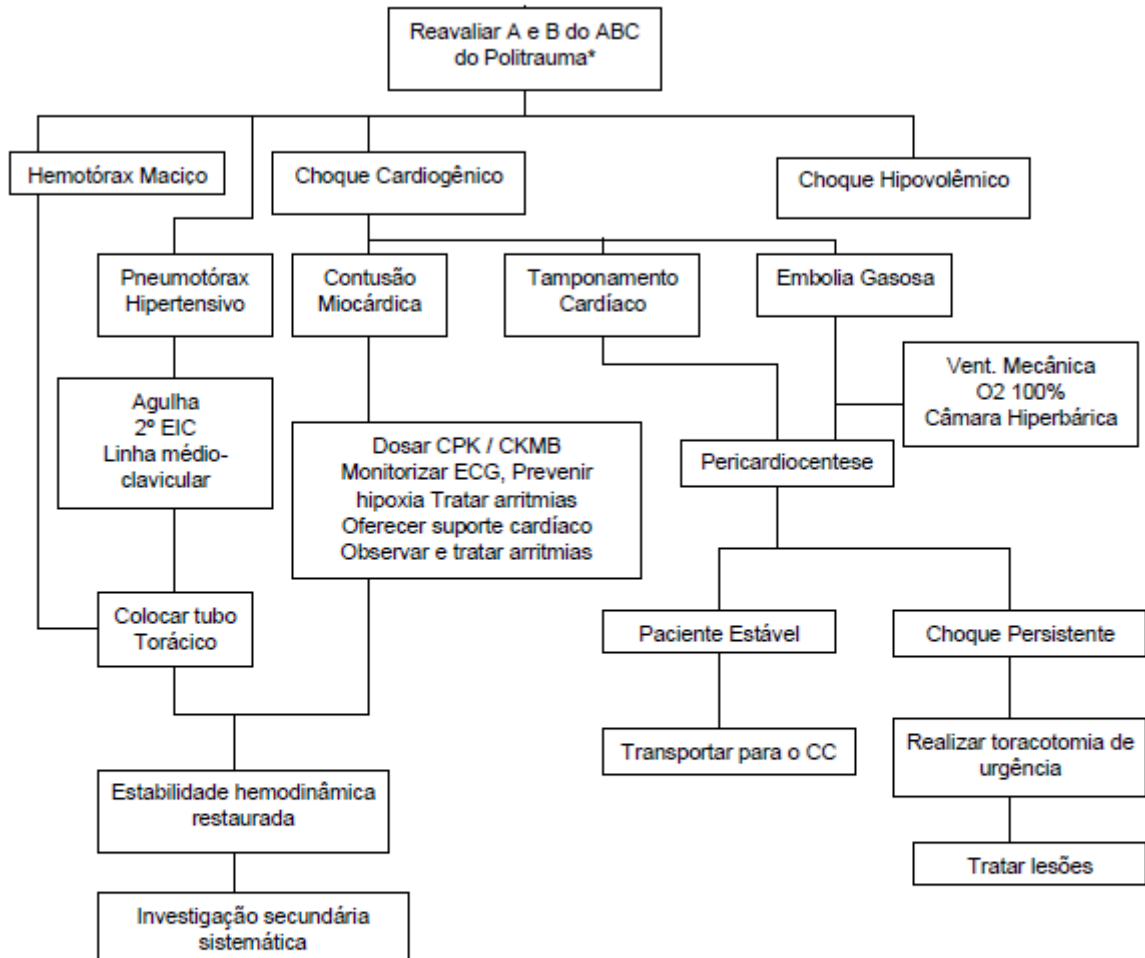 Reavaliar A e B do ABC
do Politrauma*
Hemotórax Maciço
Choque Cardiogênico
Choque Hipovolêmico
Pneumotórax
Hipertensivo
Contusão
Miocárdica
Tamponamento
Cardíaco
Embolia Gasosa
Vent. Mecânica
O2 100%
Câmara Hiperbárica
Agulha
2º EIC
Linha médio-
clavicular
Dosar CPK / CKMB
Monitorizar ECG, Prevenir
hipoxia Tratar arritmias
Oferecer suporte cardíaco
Observar e tratar arritmias
Pericardiocentese
Colocar tubo
Torácico
Paciente Estável
Choque Persistente
Transportar para o CC
Realizar toracotomia de
urgência
Estabilidade hemodinâmica
restaurada
Tratar lesões
Investigação secundária
sistemática